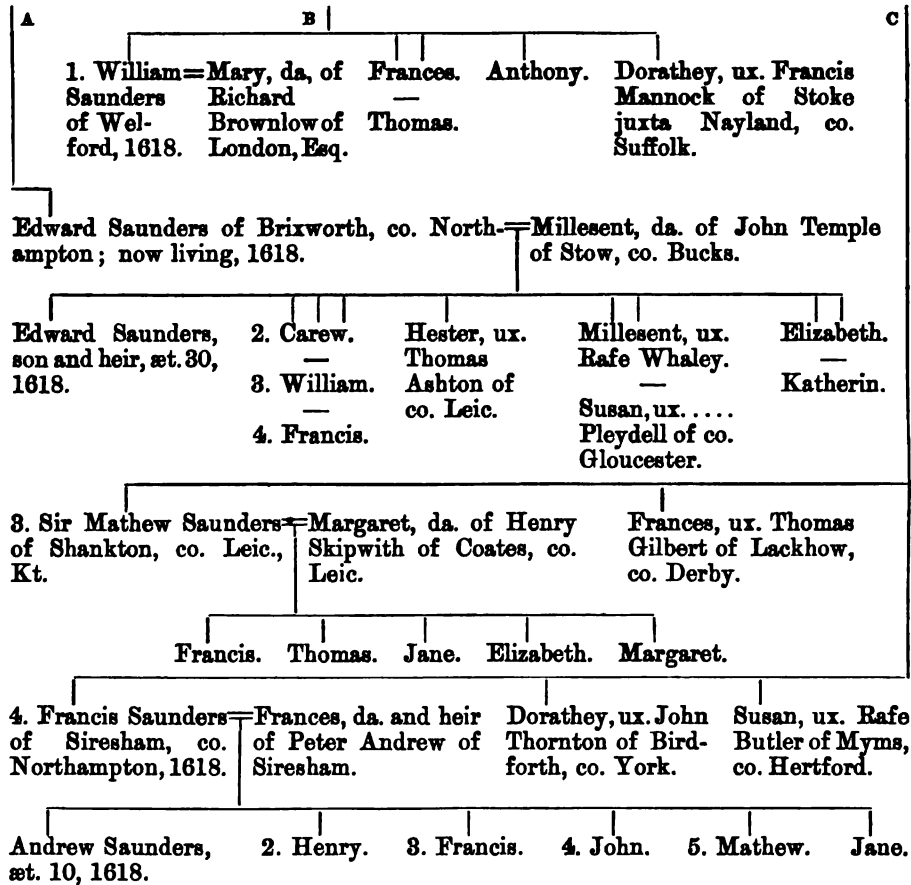 A B C
1. William=Mary, da, of Frances. Anthony. Dorathey, ux. Francis
Saunders Richard — Mannock of Stoke
of Wel- Brownlow of Thomas. juxta Nayland, co.
ford, 1618. London, Esq. Suffolk.
Edward Saunders of Brixworth, co. North-=Millesent, da. of John Temple
ampton; now living, 1618. of Stow, co. Bucks.
Edward Saunders, 2. Carew. Hester, ux. Millesent, ux. Elizabeth.
son and heir, æt. 30, — Thomas Rafe Whaley. —
1618. 3. William. Ashton of — Katherin.
— co. Leic. Susan, ux. . . . . .
4. Francis. Pleydell of co.
Gloucester.
3. Sir Mathew Saunders=Margaret, da. of Henry Frances, ux. Thomas
of Shankton, co. Leic., Skipwith of Coates, co. Gilbert of Lackhow,
Kt. Leic. co. Derby.
Francis. Thomas. Jane. Elizabeth. Margaret.
4. Francis Saunders=Frances, da. and heir Dorathey, ux. John Susan, ux. Rafe
of Siresham, co. of Peter Andrew of Thornton of Bird- Butler of Myms,
Northampton, 1618. Siresham. forth, co. York. co. Hertford.
Andrew Saunders, 2. Henry. 3. Francis. 4. John. 5. Mathew. Jane.
æt. 10, 1618.